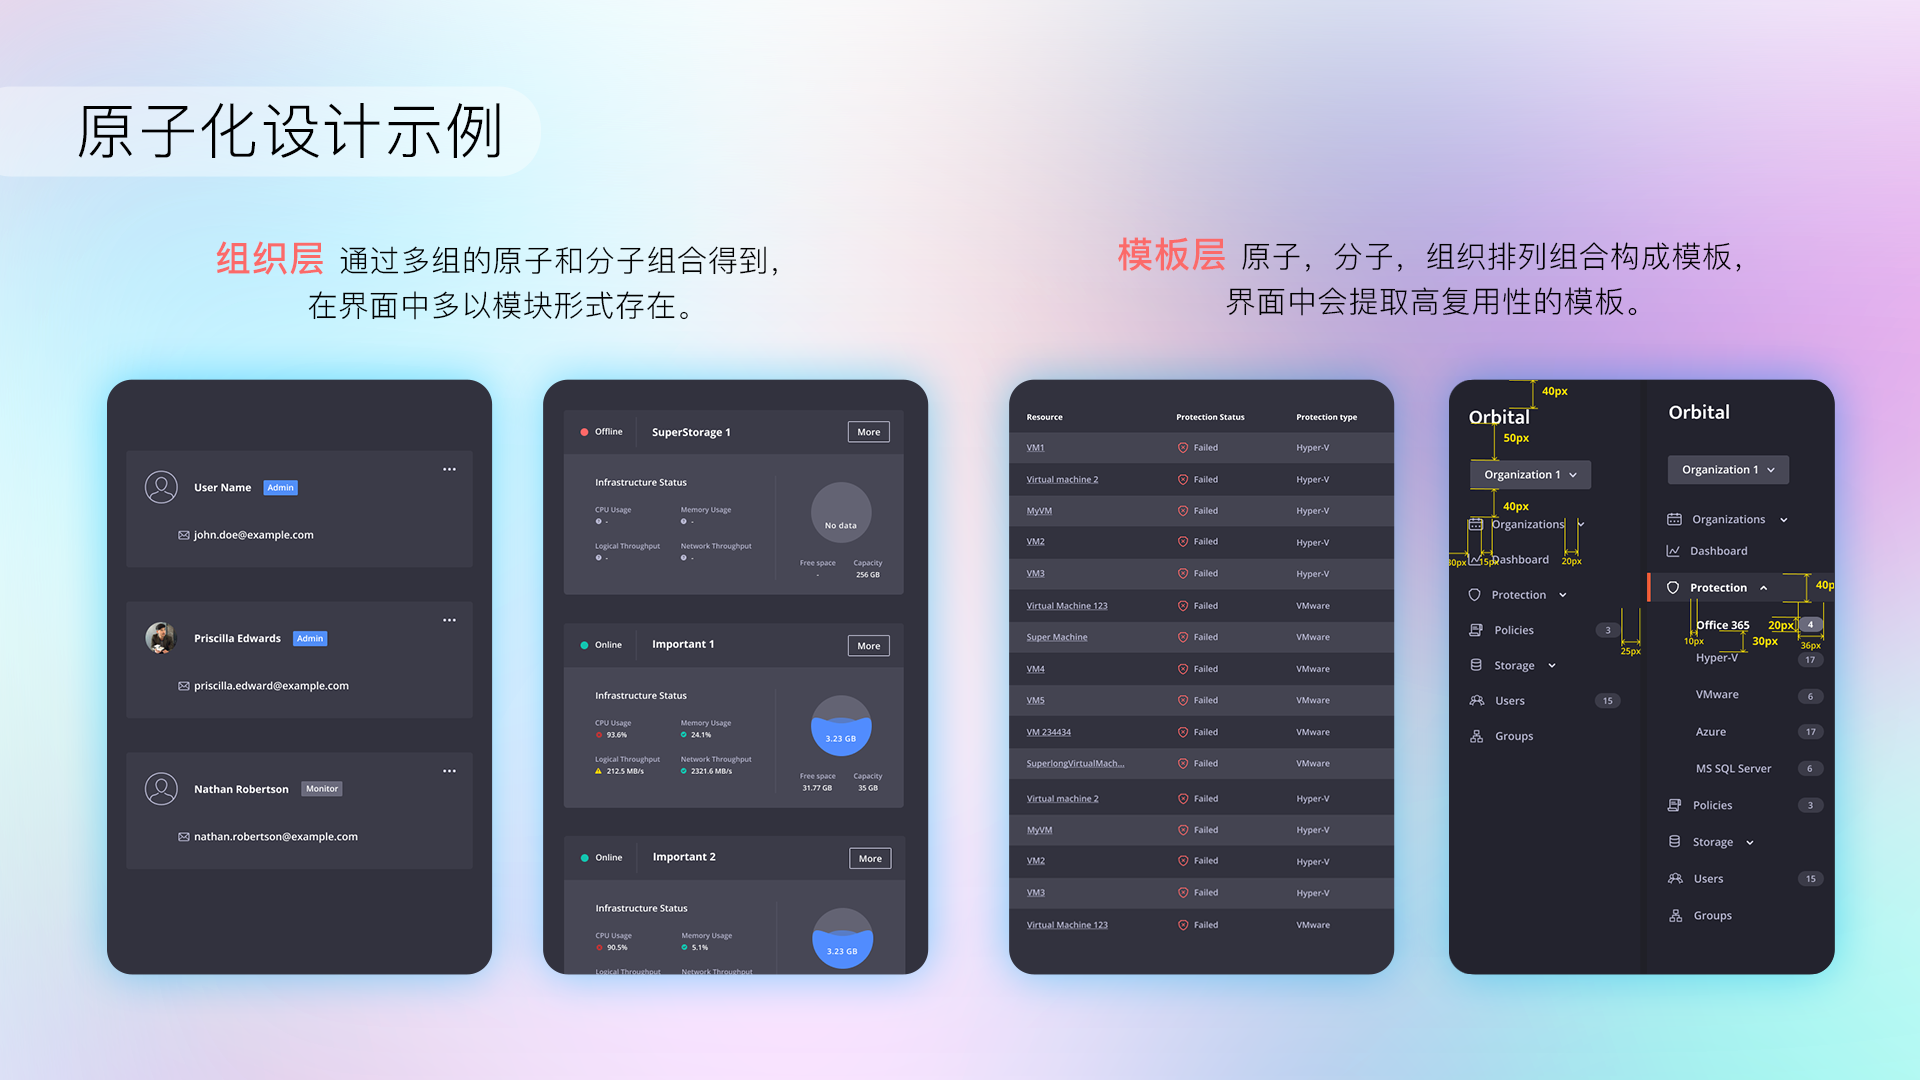 原子化设计示例
组织层 通过多组的原子和分子组合得到，
在界面中多以模块形式存在。
模板层 原子，分子，组织排列组合构成模板，
界面中会提取高复用性的模板。
User Name Admin
john.doe@example.com
Priscilla Edwards Admin
priscilla.edward@example.com
Nathan Robertson Monitor
nathan.robertson@example.com
Offline SuperStorage 1 More
Infrastructure Status
CPU Usage Memory Usage
- -
No data
Logical Throughput Network Throughput
- -
Free space Capacity
- 256 GB
Online Important 1 More
Infrastructure Status
CPU Usage Memory Usage
93.6% 24.1%
3.23 GB
Logical Throughput Network Throughput
212.5 MB/s 2321.6 MB/s
Free space Capacity
31.77 GB 35 GB
Online Important 2 More
Infrastructure Status
CPU Usage Memory Usage
90.5% 5.1%
3.23 GB
Logical Throughput Network Throughput
Resource Protection Status Protection type
VM1 Failed Hyper-V
Virtual machine 2 Failed Hyper-V
MyVM Failed Hyper-V
VM2 Failed Hyper-V
VM3 Failed Hyper-V
Virtual Machine 123 Failed VMware
Super Machine Failed VMware
VM4 Failed VMware
VM5 Failed VMware
VM 234434 Failed VMware
SuperlongVirtualMach... Failed VMware
Virtual machine 2 Failed Hyper-V
MyVM Failed Hyper-V
VM2 Failed Hyper-V
VM3 Failed Hyper-V
Virtual Machine 123 Failed VMware
40px
Orbital
50px
Organization 1
40px
Organizations
Dashboard
30px 15px 20px
Protection
Policies 3
25px
Storage
Users 15
Groups
Orbital
Organization 1
Organizations
Dashboard
Protection 40p
Office 365 20px 4
10px 30px 36px
Hyper-V 17
VMware 6
Azure 17
MS SQL Server 6
Policies 3
Storage
Users 15
Groups